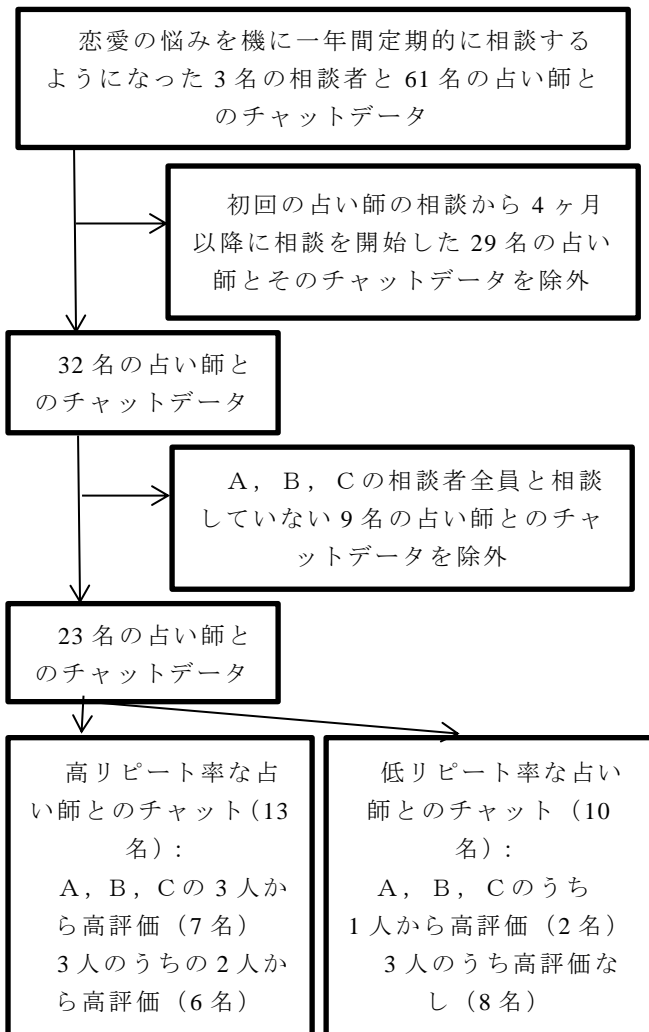 恋愛の悩みを機に一年間定期的に相談する
ようになった 3 名の相談者と 61 名の占い師と
のチャットデータ
初回の占い師の相談から 4 ヶ月
以降に相談を開始した 29 名の占い
師とそのチャットデータを除外
32 名の占い師と
のチャットデータ
A，B，Cの相談者全員と相談
していない 9 名の占い師とのチャ
ットデータを除外
23 名の占い師と
のチャットデータ
高リピート率な占
い師とのチャット（13
名）:
A，B，Cの 3 人か
ら高評価（7 名）
3 人のうちの 2 人か
ら高評価（6 名）
低リピート率な占い
師とのチャット（10
名）:
A，B，Cのうち
1 人から高評価（2 名）
3 人のうち高評価な
し（8 名）